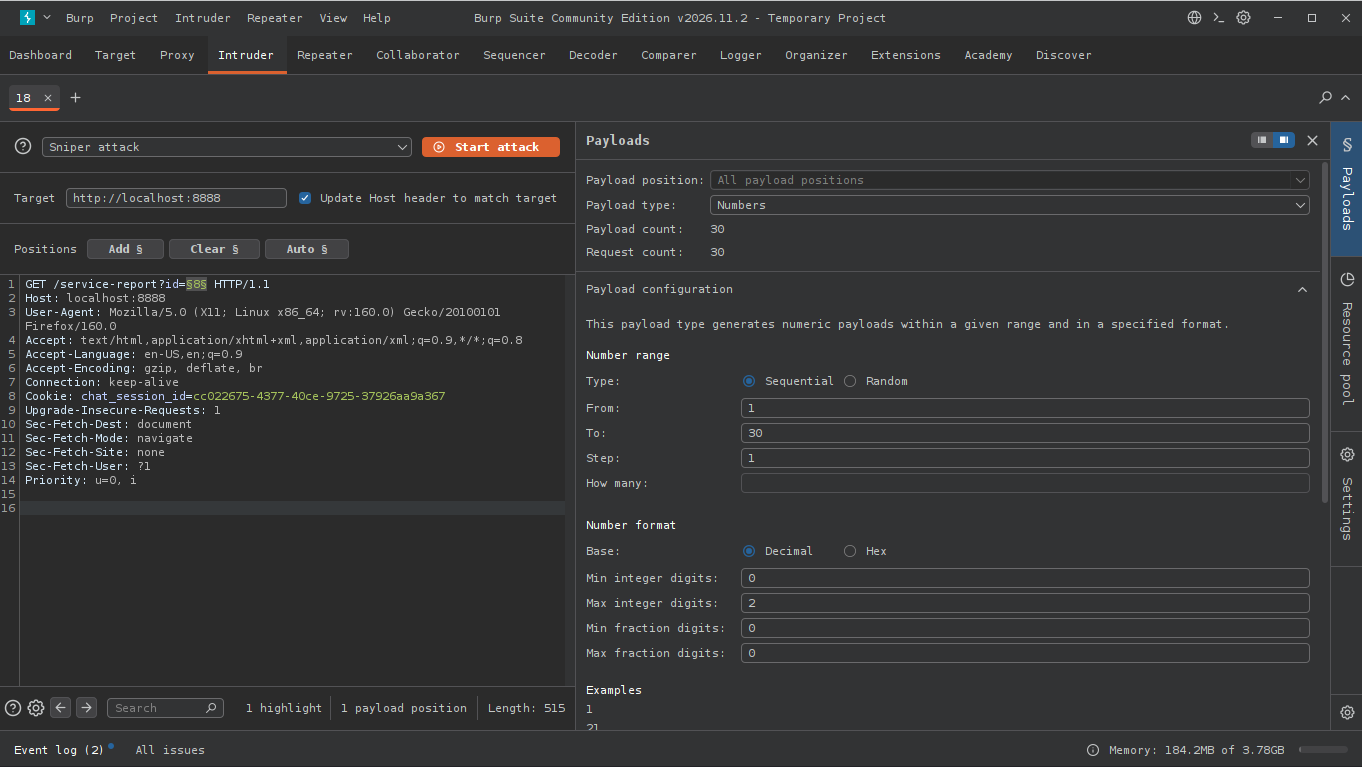 Burp Project Intruder Repeater View Help Burp Suite Community Edition v2026.11.2 - Temporary Project
Dashboard Target Proxy Intruder Repeater Collaborator Sequencer Decoder Comparer Logger Organizer Extensions Academy Discover
18
Sniper attack Start attack
Target http://localhost:8888 Update Host header to match target
Positions Add § Clear § Auto §
1 GET /service-report?id=§8§ HTTP/1.1
2 Host: localhost:8888
3 User-Agent: Mozilla/5.0 (X11; Linux x86_64; rv:160.0) Gecko/20100101
Firefox/160.0
4 Accept: text/html,application/xhtml+xml,application/xml;q=0.9,*/*;q=0.8
5 Accept-Language: en-US,en;q=0.9
6 Accept-Encoding: gzip, deflate, br
7 Connection: keep-alive
8 Cookie: chat_session_id=cc022675-4377-40ce-9725-37926aa9a367
9 Upgrade-Insecure-Requests: 1
10 Sec-Fetch-Dest: document
11 Sec-Fetch-Mode: navigate
12 Sec-Fetch-Site: none
13 Sec-Fetch-User: ?1
14 Priority: u=0, i
15
16
Search 1 highlight 1 payload position Length: 515
Payloads
Payload position: All payload positions
Payload type: Numbers
Payload count: 30
Request count: 30
Payload configuration
This payload type generates numeric payloads within a given range and in a specified format.
Number range
Type: Sequential Random
From: 1
To: 30
Step: 1
How many:
Number format
Base: Decimal Hex
Min integer digits: 0
Max integer digits: 2
Min fraction digits: 0
Max fraction digits: 0
Examples
1
21
§ Payloads
Resource pool
Settings
Event log (2) All issues Memory: 184.2MB of 3.78GB